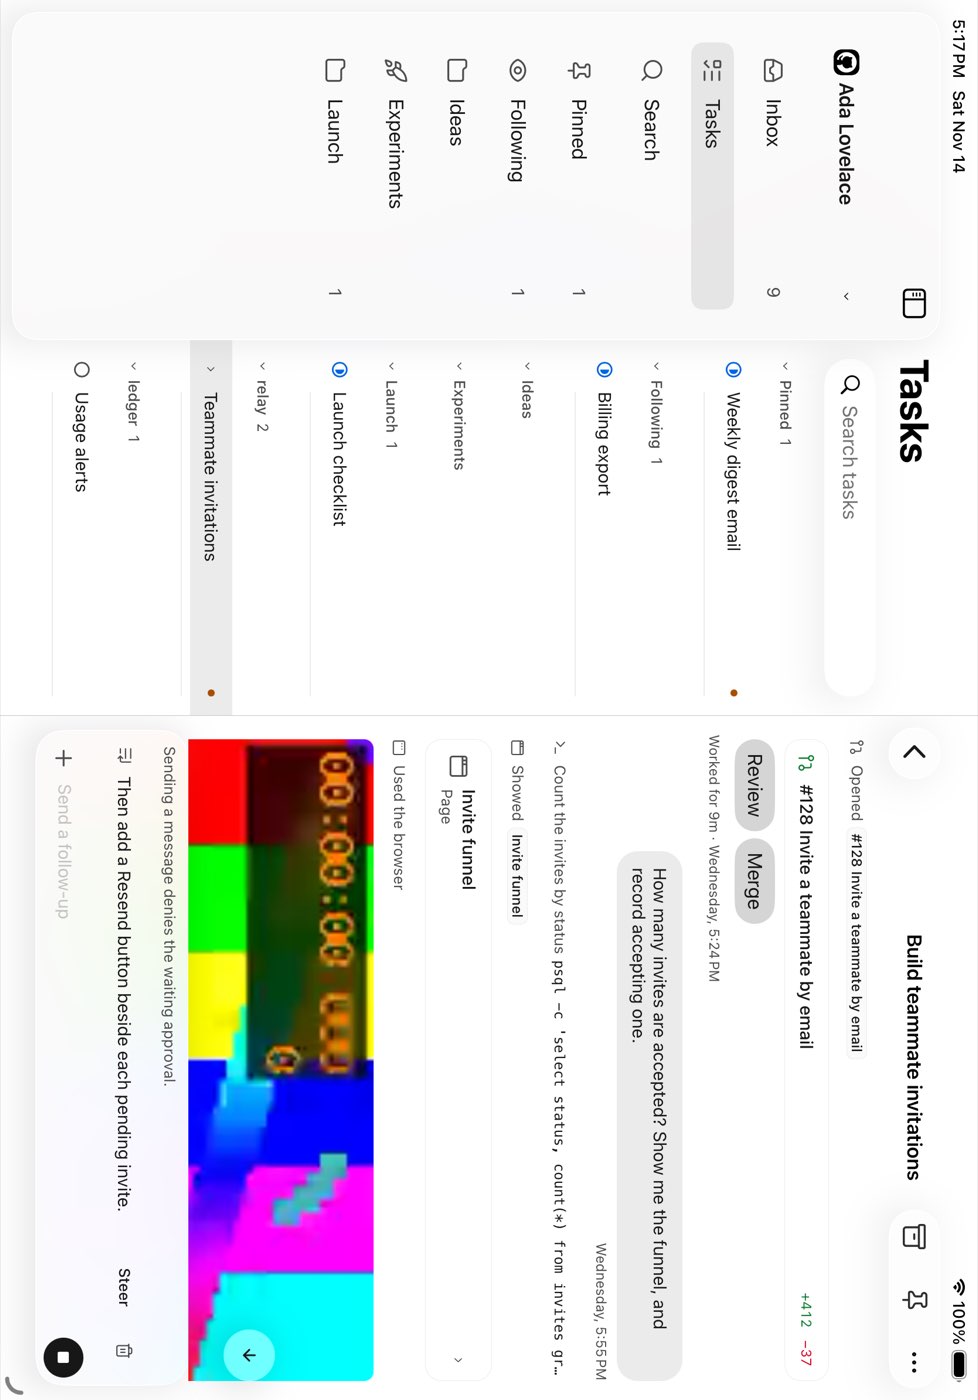 5:17 PM Sat Nov 14
100%
Ada Lovelace
Inbox 9
Tasks
Search
Pinned 1
Following 1
Ideas
Experiments
Launch 1
Tasks
Search tasks
Pinned 1
Weekly digest email
Following 1
Billing export
Ideas
Experiments
Launch 1
Launch checklist
relay 2
Teammate invitations
ledger 1
Usage alerts
Build teammate invitations
Opened #128 Invite a teammate by email
#128 Invite a teammate by email +412 −37
Review Merge
Worked for 9m · Wednesday, 5:24 PM
How many invites are accepted? Show me the funnel, and
record accepting one.
Wednesday, 5:55 PM
Count the invites by status psql -c 'select status, count(*) from invites gr…
Showed Invite funnel
Invite funnel
Page
Used the browser
00:00:00
0
Sending a message denies the waiting approval.
Then add a Resend button beside each pending invite. Steer
Send a follow-up